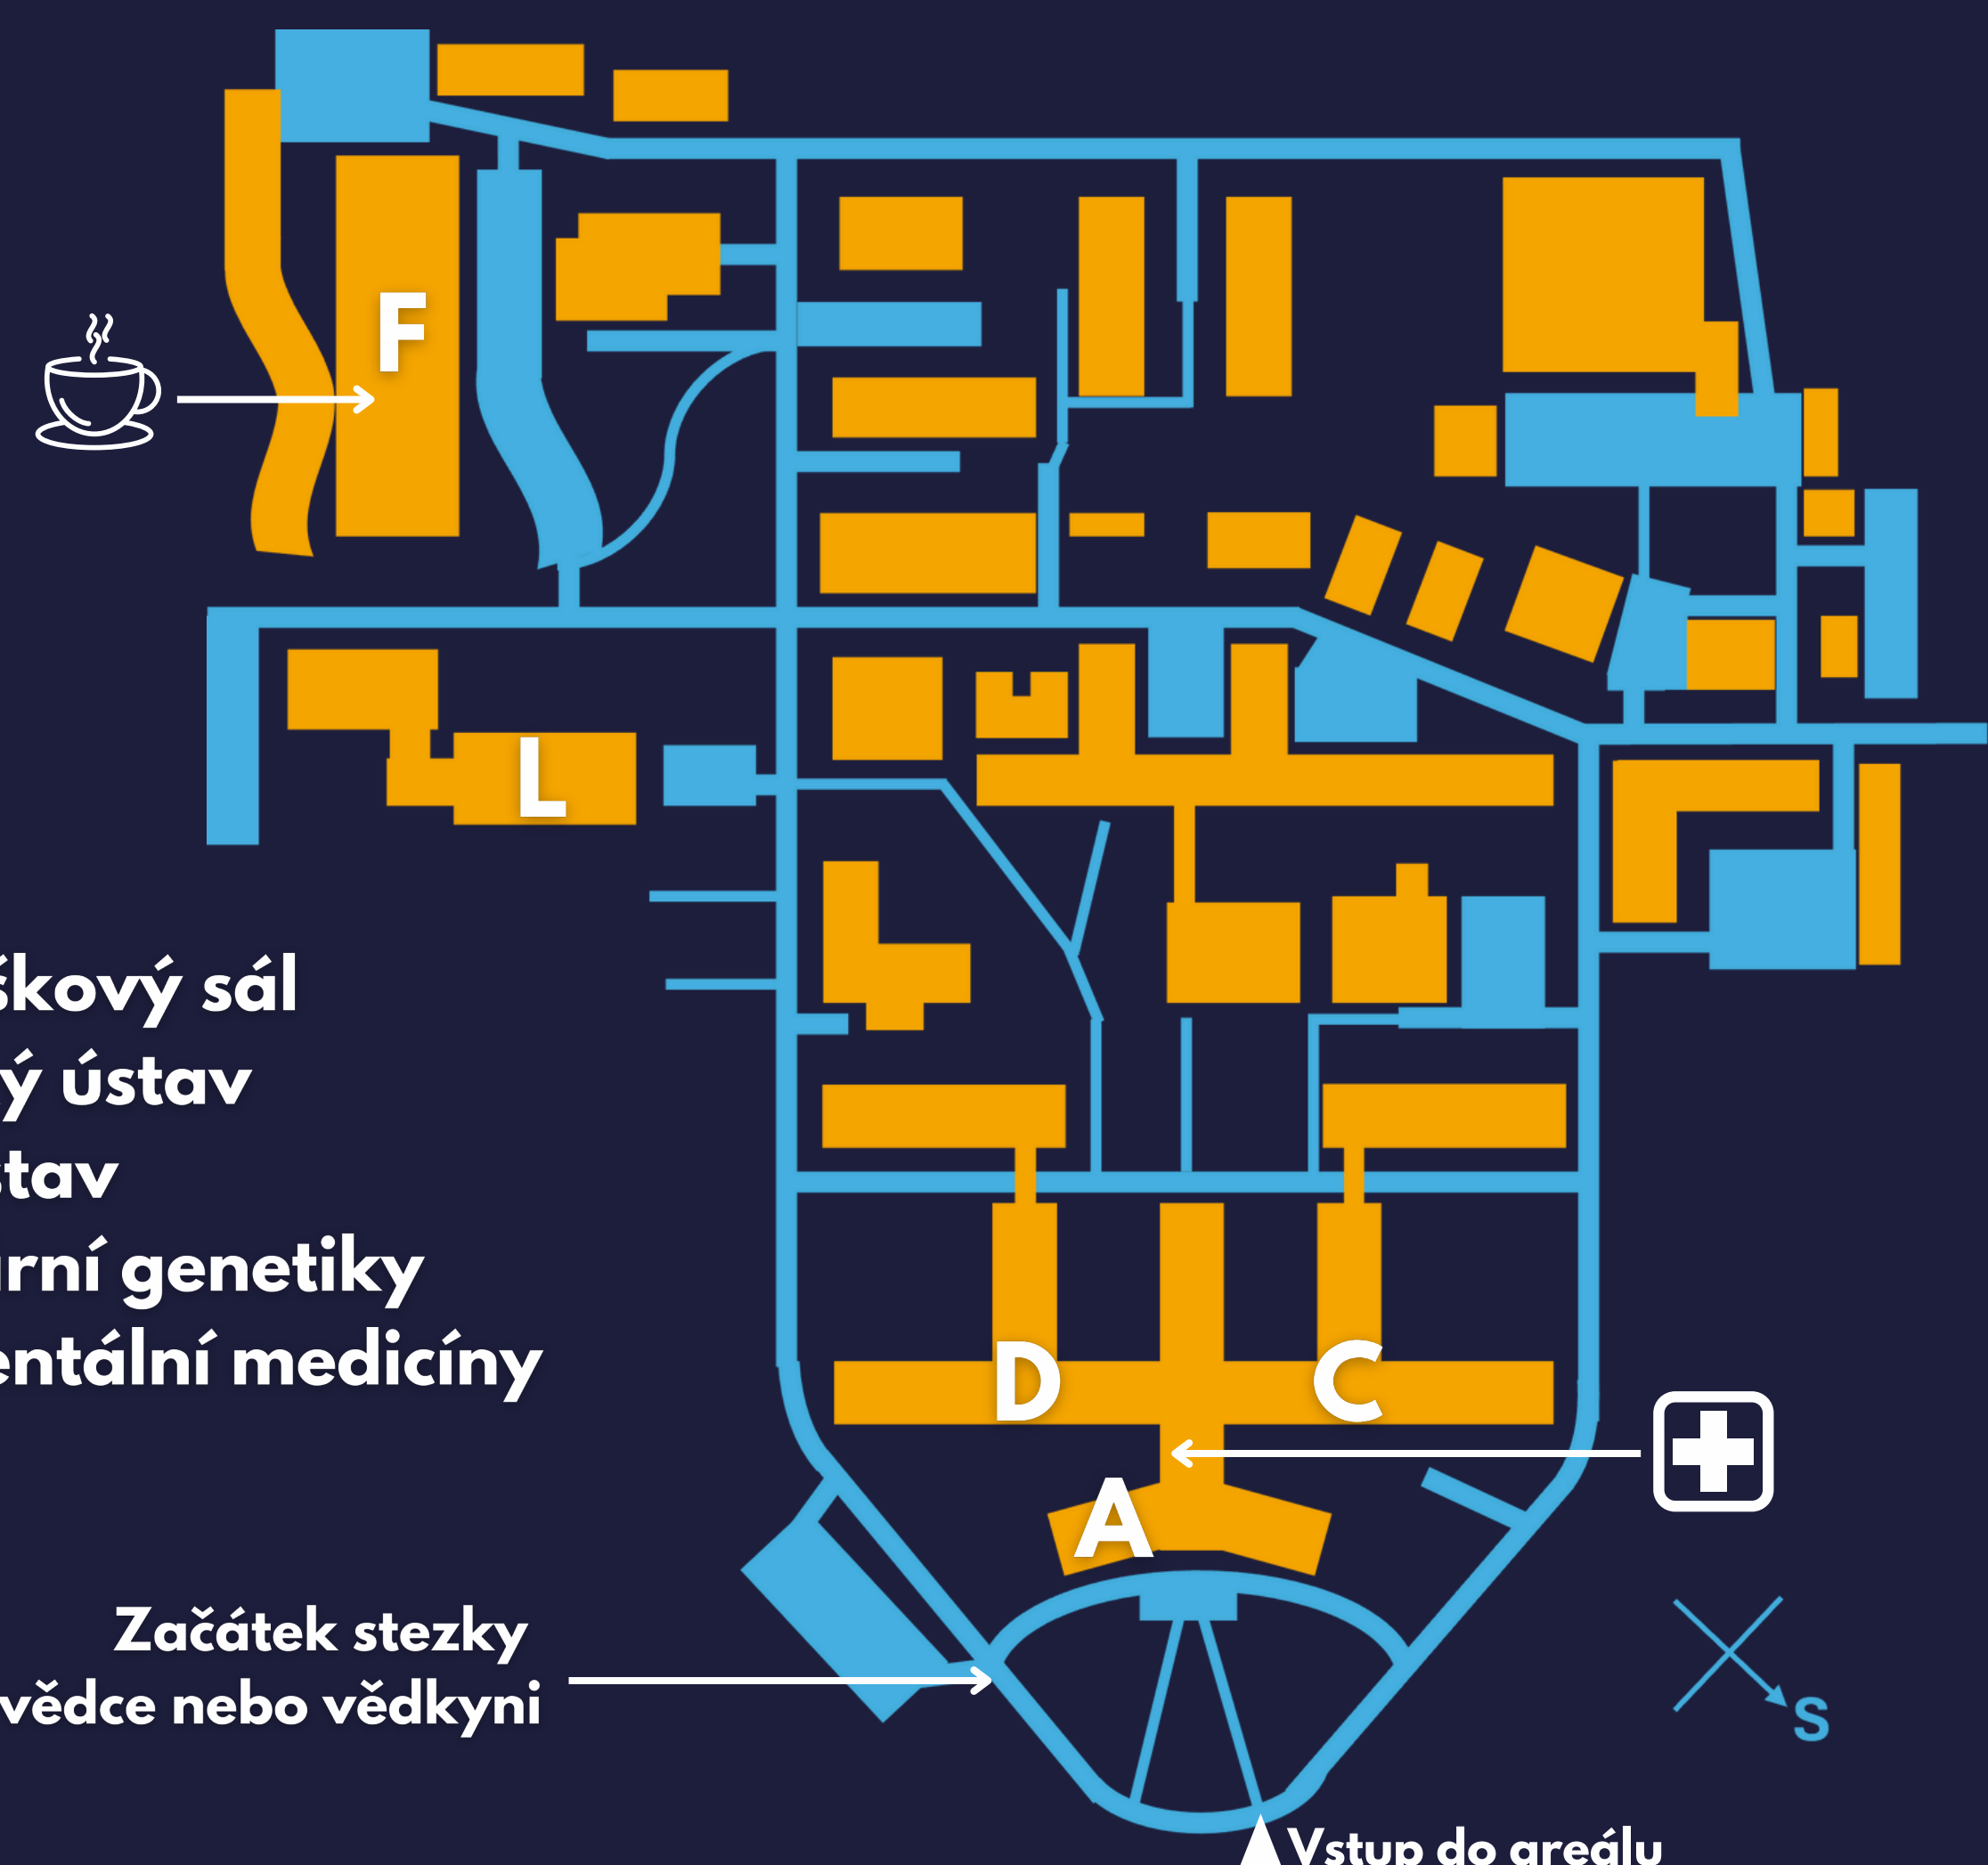 F
L
škový sál
ý ústav
stav
rní genetiky
entální medicíny
D
C
A
Začátek stezky
vědce nebo vědkyni
S
Vstup do areálu